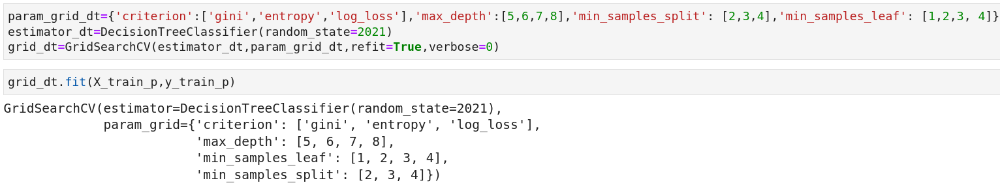 param_grid_dt={'criterion':['gini','entropy','log_loss'],'max_depth':[5,6,7,8],'min_samples_split': [2,3,4],'min_samples_leaf': [1,2,3, 4]}
estimator_dt=DecisionTreeClassifier(random_state=2021)
grid_dt=GridSearchCV(estimator_dt,param_grid_dt,refit=True,verbose=0)
grid_dt.fit(X_train_p,y_train_p)
GridSearchCV(estimator=DecisionTreeClassifier(random_state=2021),
             param_grid={'criterion': ['gini', 'entropy', 'log_loss'],
                         'max_depth': [5, 6, 7, 8],
                         'min_samples_leaf': [1, 2, 3, 4],
                         'min_samples_split': [2, 3, 4]})